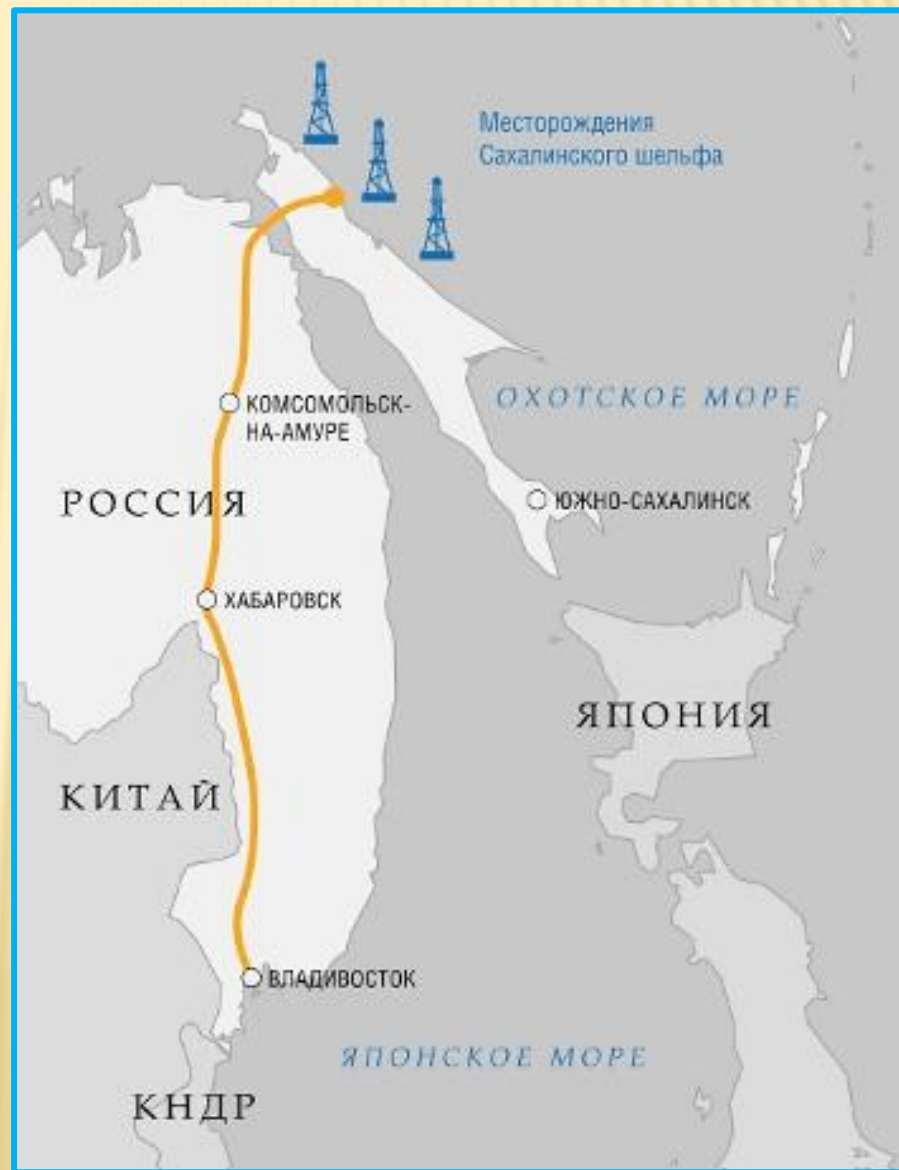 Месторождения
Сахалинского шельфа
ОХОТСКОЕ МОРЕ
КОМСОМОЛЬСК-
НА-АМУРЕ
РОССИЯ
ЮЖНО-САХАЛИНСК
ХАБАРОВСК
ЯПОНИЯ
КИТАЙ
ВЛАДИВОСТОК
ЯПОНСКОЕ МОРЕ
КНДР